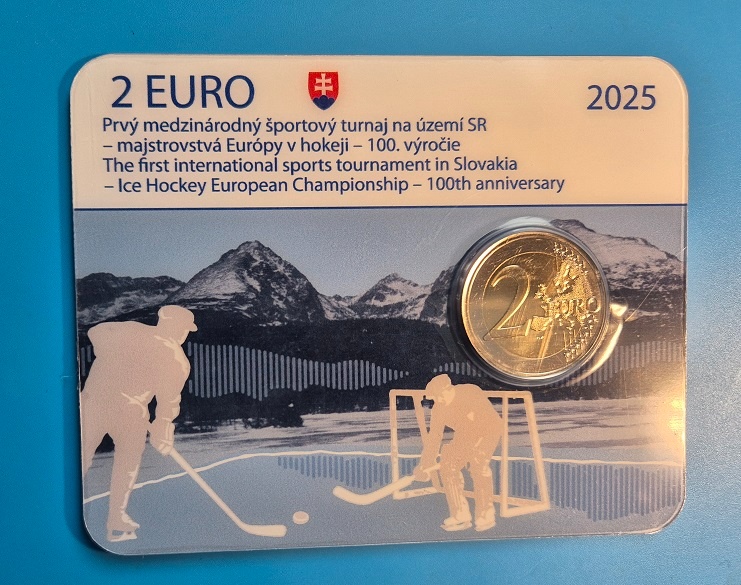 2 EURO
2025
Prvý medzinárodný športový turnaj na území SR
– majstrovstvá Európy v hokeji – 100. výročie
The first international sports tournament in Slovakia
– Ice Hockey European Championship – 100th anniversary
2 EURO